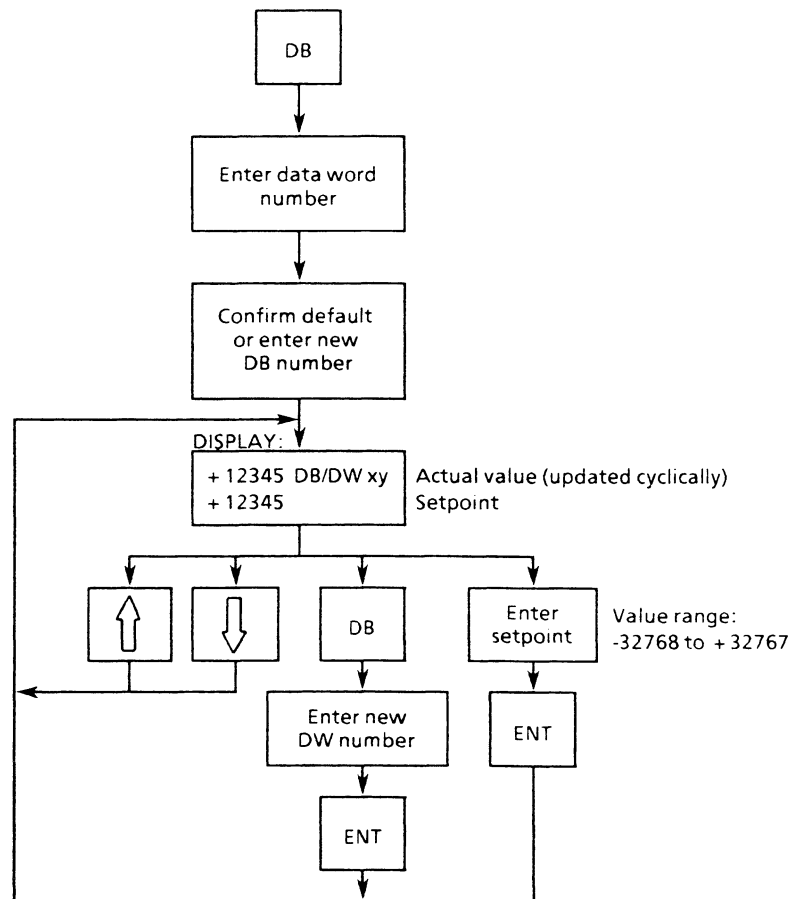 DB
Enter data word
number
Confirm default
or enter new
DB number
DISPLAY:
+ 12345 DB/DW xy
Actual value (updated cyclically)
+ 12345
Setpoint
DB
Enter
setpoint
Value range:
-32768 to + 32767
Enter new
DW number
ENT
ENT